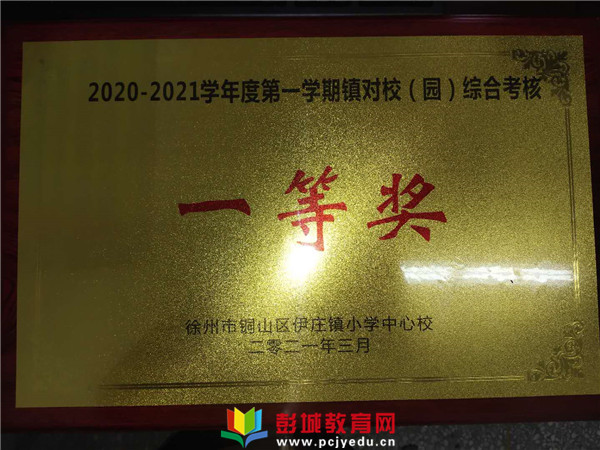 2020-2021学年度第一学期镇对校（园）综合考核
一等奖
徐州市铜山区伊庄镇小学中心校
二零二一年三月
彭城教育网
www.pcjyedu.cn